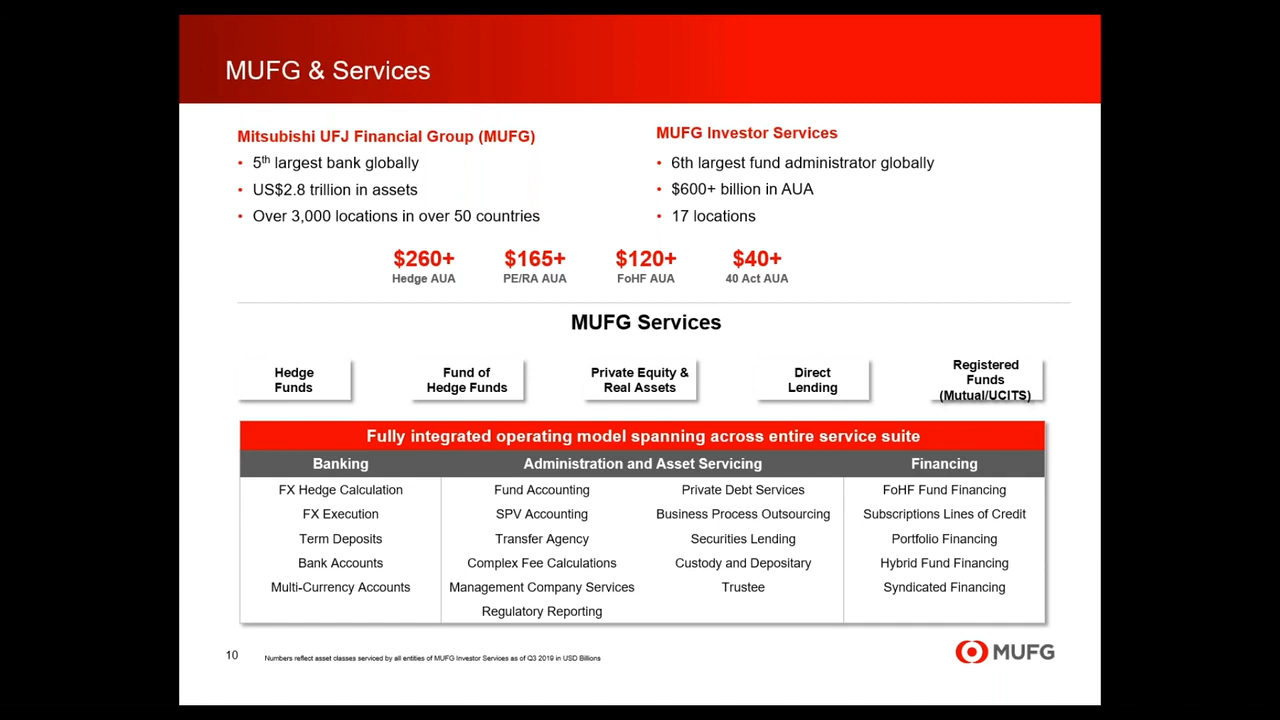 MUFG & Services
Mitsubishi UFJ Financial Group (MUFG)
• 5th largest bank globally
• US$2.8 trillion in assets
• Over 3,000 locations in over 50 countries
MUFG Investor Services
• 6th largest fund administrator globally
• $600+ billion in AUA
• 17 locations
$260+ $165+ $120+ $40+
Hedge AUA PE/RA AUA FoHF AUA 40 Act AUA
MUFG Services
Hedge
Funds
Fund of
Hedge Funds
Private Equity &
Real Assets
Direct
Lending
Registered
Funds
(Mutual/UCITS)
Fully integrated operating model spanning across entire service suite
Banking Administration and Asset Servicing Financing
FX Hedge Calculation Fund Accounting Private Debt Services FoHF Fund Financing
FX Execution SPV Accounting Business Process Outsourcing Subscriptions Lines of Credit
Term Deposits Transfer Agency Securities Lending Portfolio Financing
Bank Accounts Complex Fee Calculations Custody and Depositary Hybrid Fund Financing
Multi-Currency Accounts Management Company Services Trustee Syndicated Financing
Regulatory Reporting
10 Numbers reflect asset classes serviced by all entities of MUFG Investor Services as of Q3 2019 in USD Billions
MUFG